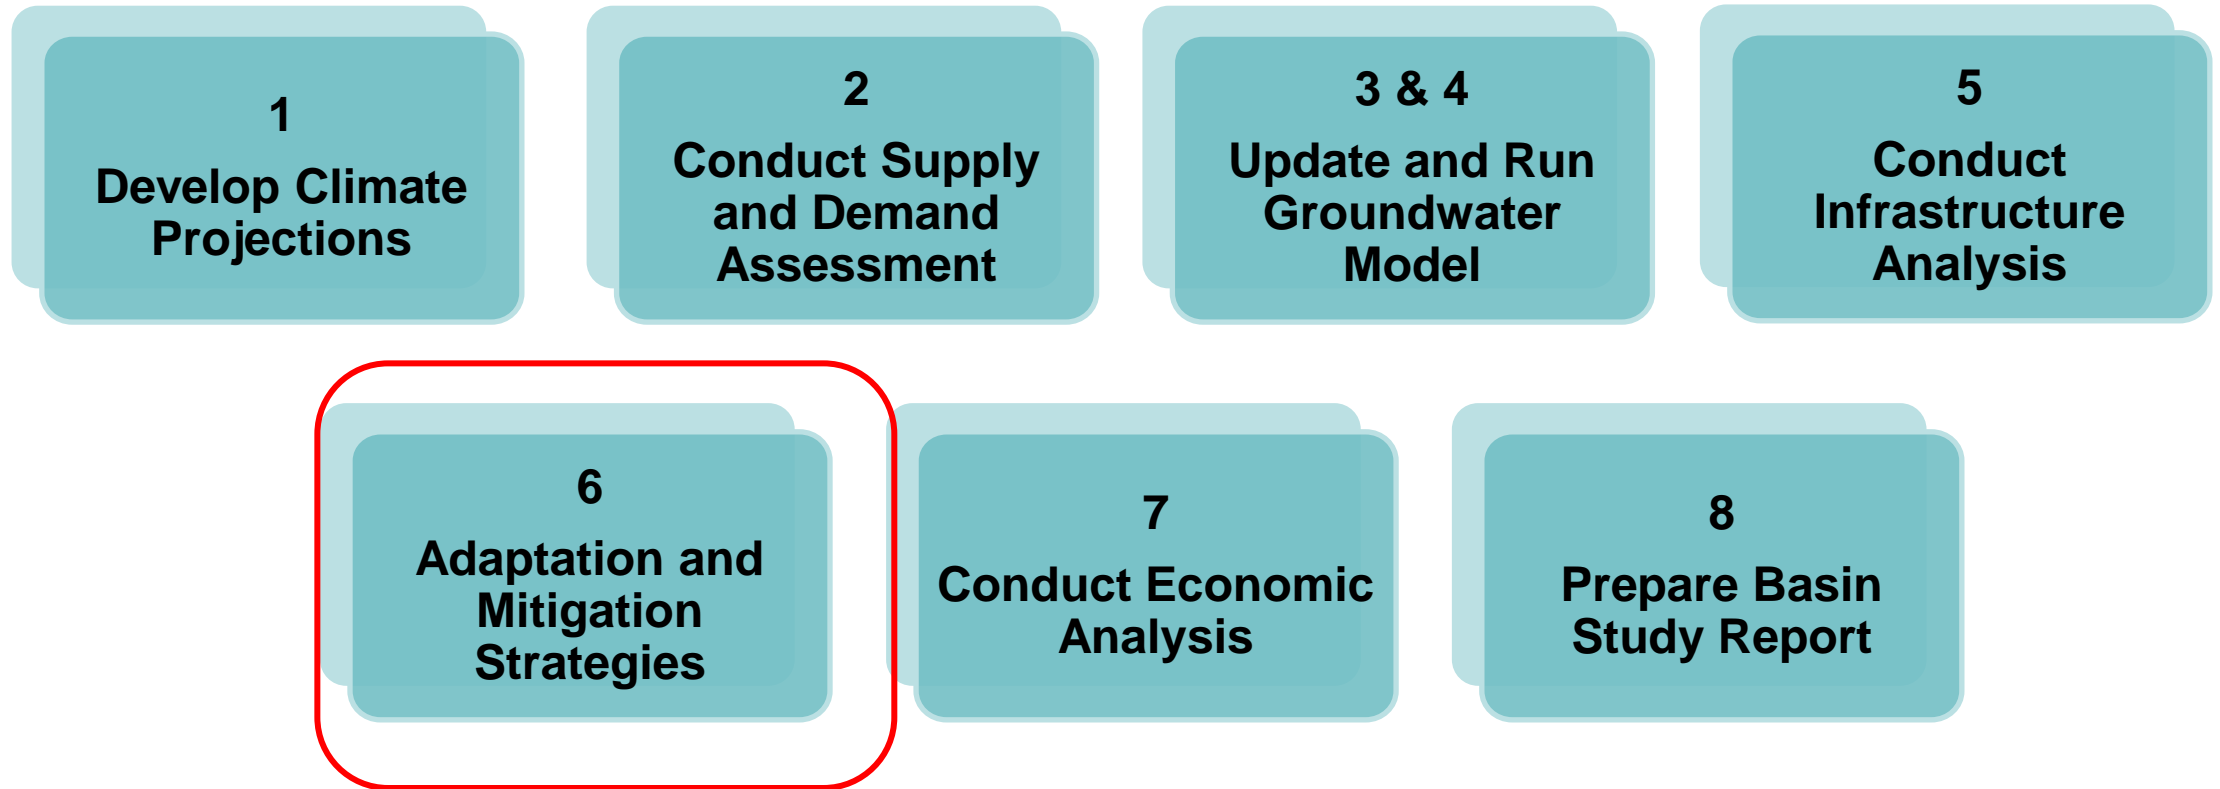 1
Develop Climate
Projections
2
Conduct Supply
and Demand
Assessment
3 & 4
Update and Run
Groundwater
Model
5
Conduct
Infrastructure
Analysis
6
Adaptation and
Mitigation
Strategies
7
Conduct Economic
Analysis
8
Prepare Basin
Study Report